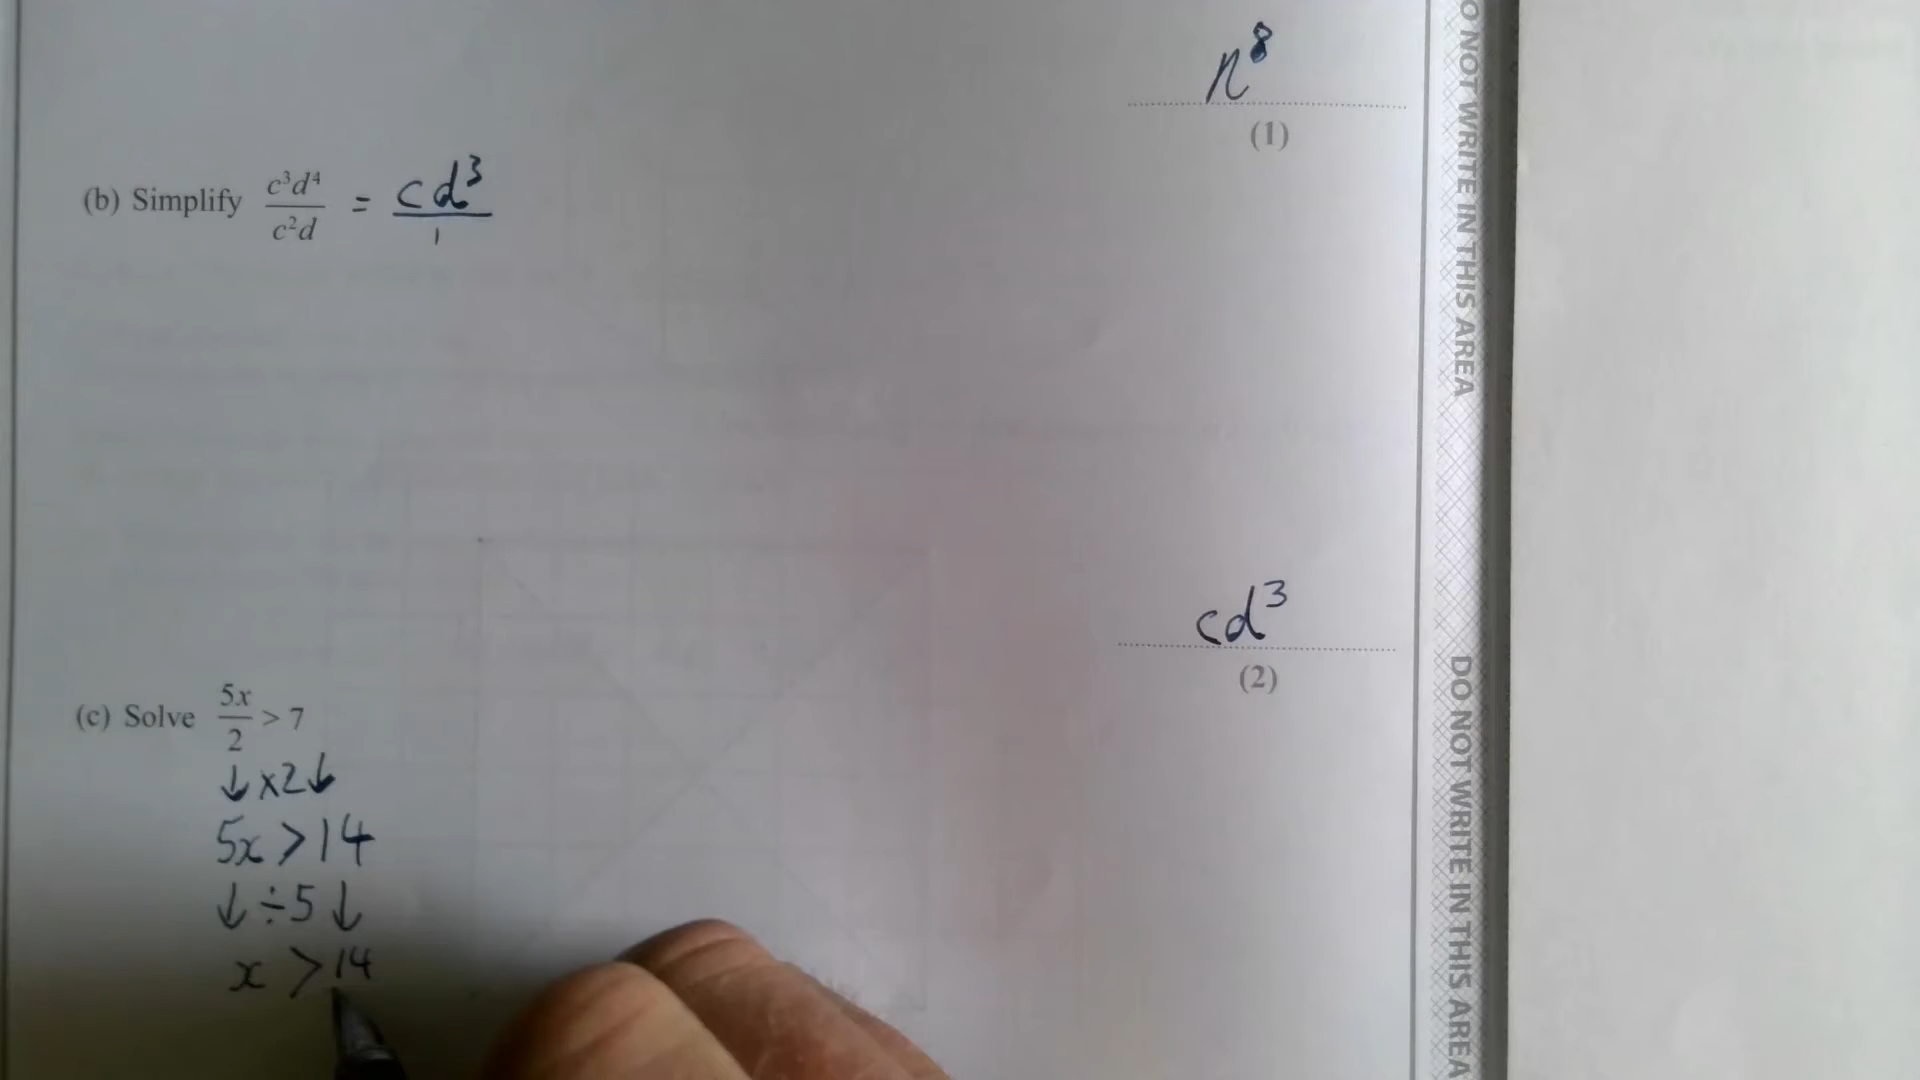 n⁸
(1)
(b) Simplify c³d⁴/c²d = cd³/1
cd³
(2)
(c) Solve 5x/2 > 7
↓ ×2 ↓
5x > 14
↓ ÷5 ↓
x > 14
O NOT WRITE IN THIS AREA
DO NOT WRITE IN THIS AREA